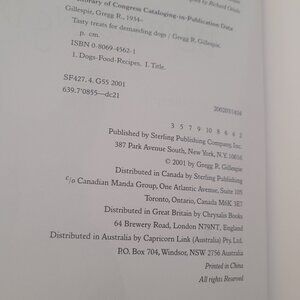 by Richard
Library of Congress Cataloging-in-Publication Data
Gillespie, Gregg R., 1934-
Tasty treats for demanding dogs / Gregg R. Gillespie.
p. cm.
ISBN 0-8069-4562-1
1. Dogs-Food-Recipes. I. Title.
SF427.4.G55 2001
639.7'0855—dc21
3 5 7 9 10 8 6 4 2
Published by Sterling Publishing Company, Inc.
387 Park Avenue South, New York, N.Y. 10016
© 2001 by Gregg R. Gillespie
Distributed in Canada by Sterling Publishing
c/o Canadian Manda Group, One Atlantic Avenue, Suite 105
Toronto, Ontario, Canada M6K 3E7
Distributed in Great Britain by Chrysalis Books
64 Brewery Road, London N79NT, England
Distributed in Australia by Capricorn Link (Australia) Pty. Ltd.
P.O. Box 704, Windsor, NSW 2756 Australia
Printed in China
All Rights Reserved